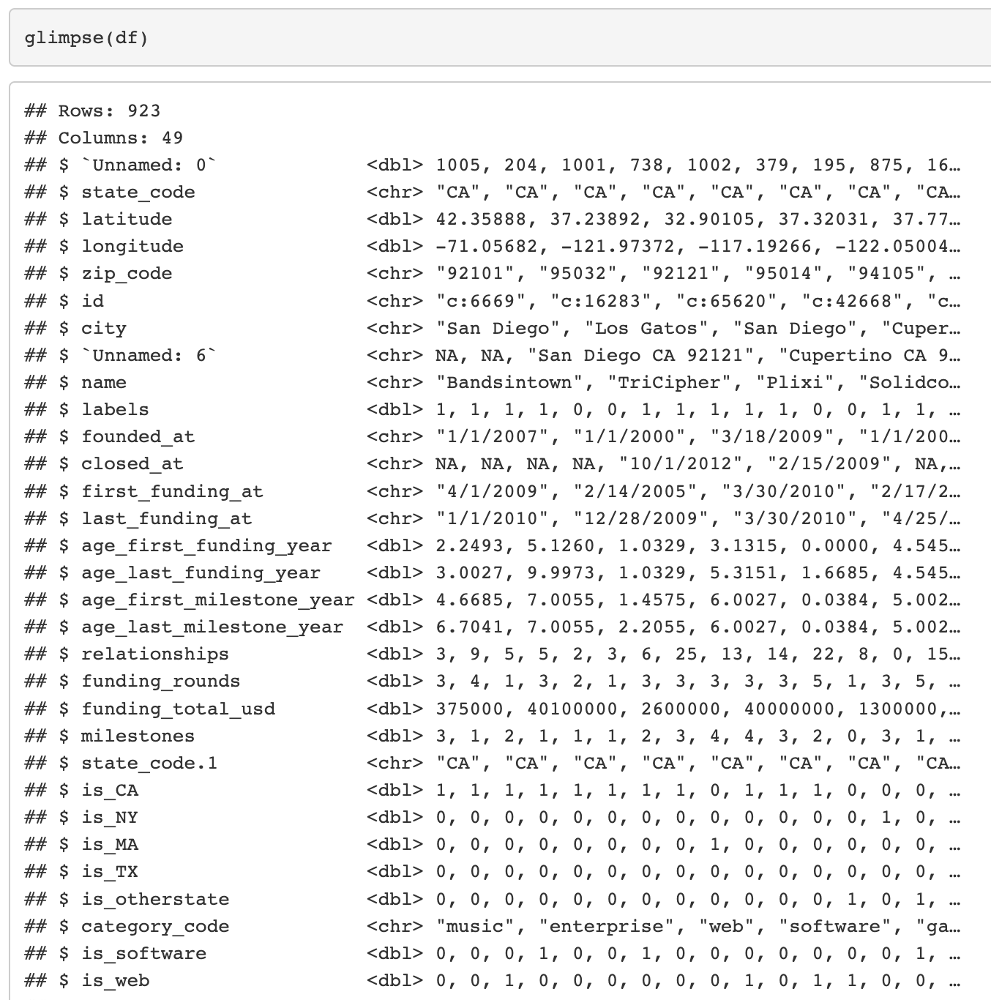 glimpse(df)
## Rows: 923
## Columns: 49
## $ `Unnamed: 0`             <dbl> 1005, 204, 1001, 738, 1002, 379, 195, 875, 16…
## $ state_code               <chr> "CA", "CA", "CA", "CA", "CA", "CA", "CA", "CA…
## $ latitude                 <dbl> 42.35888, 37.23892, 32.90105, 37.32031, 37.77…
## $ longitude                <dbl> -71.05682, -121.97372, -117.19266, -122.05004…
## $ zip_code                 <chr> "92101", "95032", "92121", "95014", "94105", …
## $ id                       <chr> "c:6669", "c:16283", "c:65620", "c:42668", "c…
## $ city                     <chr> "San Diego", "Los Gatos", "San Diego", "Cuper…
## $ `Unnamed: 6`             <chr> NA, NA, "San Diego CA 92121", "Cupertino CA 9…
## $ name                     <chr> "Bandsintown", "TriCipher", "Plixi", "Solidco…
## $ labels                   <dbl> 1, 1, 1, 1, 0, 0, 1, 1, 1, 1, 1, 0, 0, 1, 1, …
## $ founded_at               <chr> "1/1/2007", "1/1/2000", "3/18/2009", "1/1/200…
## $ closed_at                <chr> NA, NA, NA, NA, "10/1/2012", "2/15/2009", NA,…
## $ first_funding_at         <chr> "4/1/2009", "2/14/2005", "3/30/2010", "2/17/2…
## $ last_funding_at          <chr> "1/1/2010", "12/28/2009", "3/30/2010", "4/25/…
## $ age_first_funding_year   <dbl> 2.2493, 5.1260, 1.0329, 3.1315, 0.0000, 4.545…
## $ age_last_funding_year    <dbl> 3.0027, 9.9973, 1.0329, 5.3151, 1.6685, 4.545…
## $ age_first_milestone_year <dbl> 4.6685, 7.0055, 1.4575, 6.0027, 0.0384, 5.002…
## $ age_last_milestone_year  <dbl> 6.7041, 7.0055, 2.2055, 6.0027, 0.0384, 5.002…
## $ relationships            <dbl> 3, 9, 5, 5, 2, 3, 6, 25, 13, 14, 22, 8, 0, 15…
## $ funding_rounds           <dbl> 3, 4, 1, 3, 2, 1, 3, 3, 3, 3, 3, 5, 1, 3, 5, …
## $ funding_total_usd        <dbl> 375000, 40100000, 2600000, 40000000, 1300000,…
## $ milestones               <dbl> 3, 1, 2, 1, 1, 1, 2, 3, 4, 4, 3, 2, 0, 3, 1, …
## $ state_code.1             <chr> "CA", "CA", "CA", "CA", "CA", "CA", "CA", "CA…
## $ is_CA                    <dbl> 1, 1, 1, 1, 1, 1, 1, 1, 0, 1, 1, 1, 0, 0, 0, …
## $ is_NY                    <dbl> 0, 0, 0, 0, 0, 0, 0, 0, 0, 0, 0, 0, 0, 1, 0, …
## $ is_MA                    <dbl> 0, 0, 0, 0, 0, 0, 0, 0, 1, 0, 0, 0, 0, 0, 0, …
## $ is_TX                    <dbl> 0, 0, 0, 0, 0, 0, 0, 0, 0, 0, 0, 0, 0, 0, 0, …
## $ is_otherstate            <dbl> 0, 0, 0, 0, 0, 0, 0, 0, 0, 0, 0, 0, 1, 0, 1, …
## $ category_code            <chr> "music", "enterprise", "web", "software", "ga…
## $ is_software              <dbl> 0, 0, 0, 1, 0, 0, 1, 0, 0, 0, 0, 0, 0, 0, 1, …
## $ is_web                   <dbl> 0, 0, 1, 0, 0, 0, 0, 0, 0, 1, 0, 1, 1, 0, 0, …